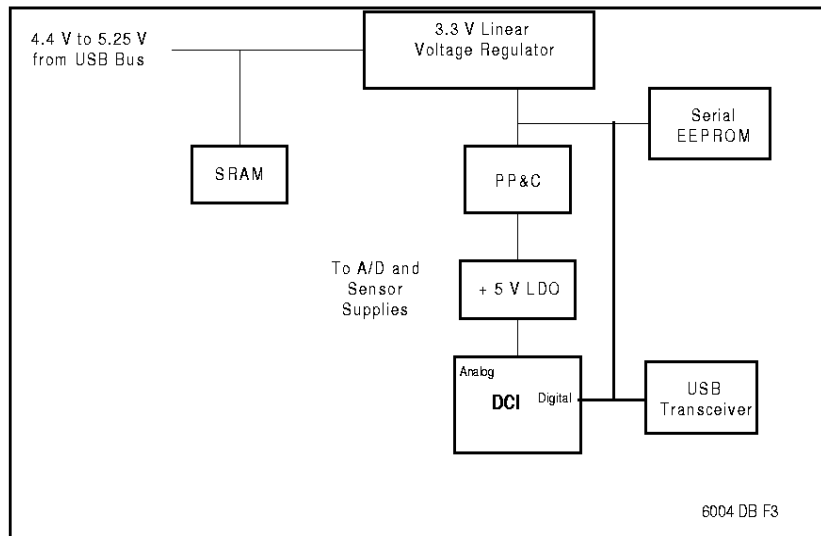 3.3 V Linear
Voltage Regulator
4.4 V to 5.25 V
from USB Bus
Serial
EEPROM
SRAM
PP&C
To A/D and
Sensor
Supplies
+ 5 V LDO
Analog
DCI
Digital
USB
Transceiver
6004 DB F3